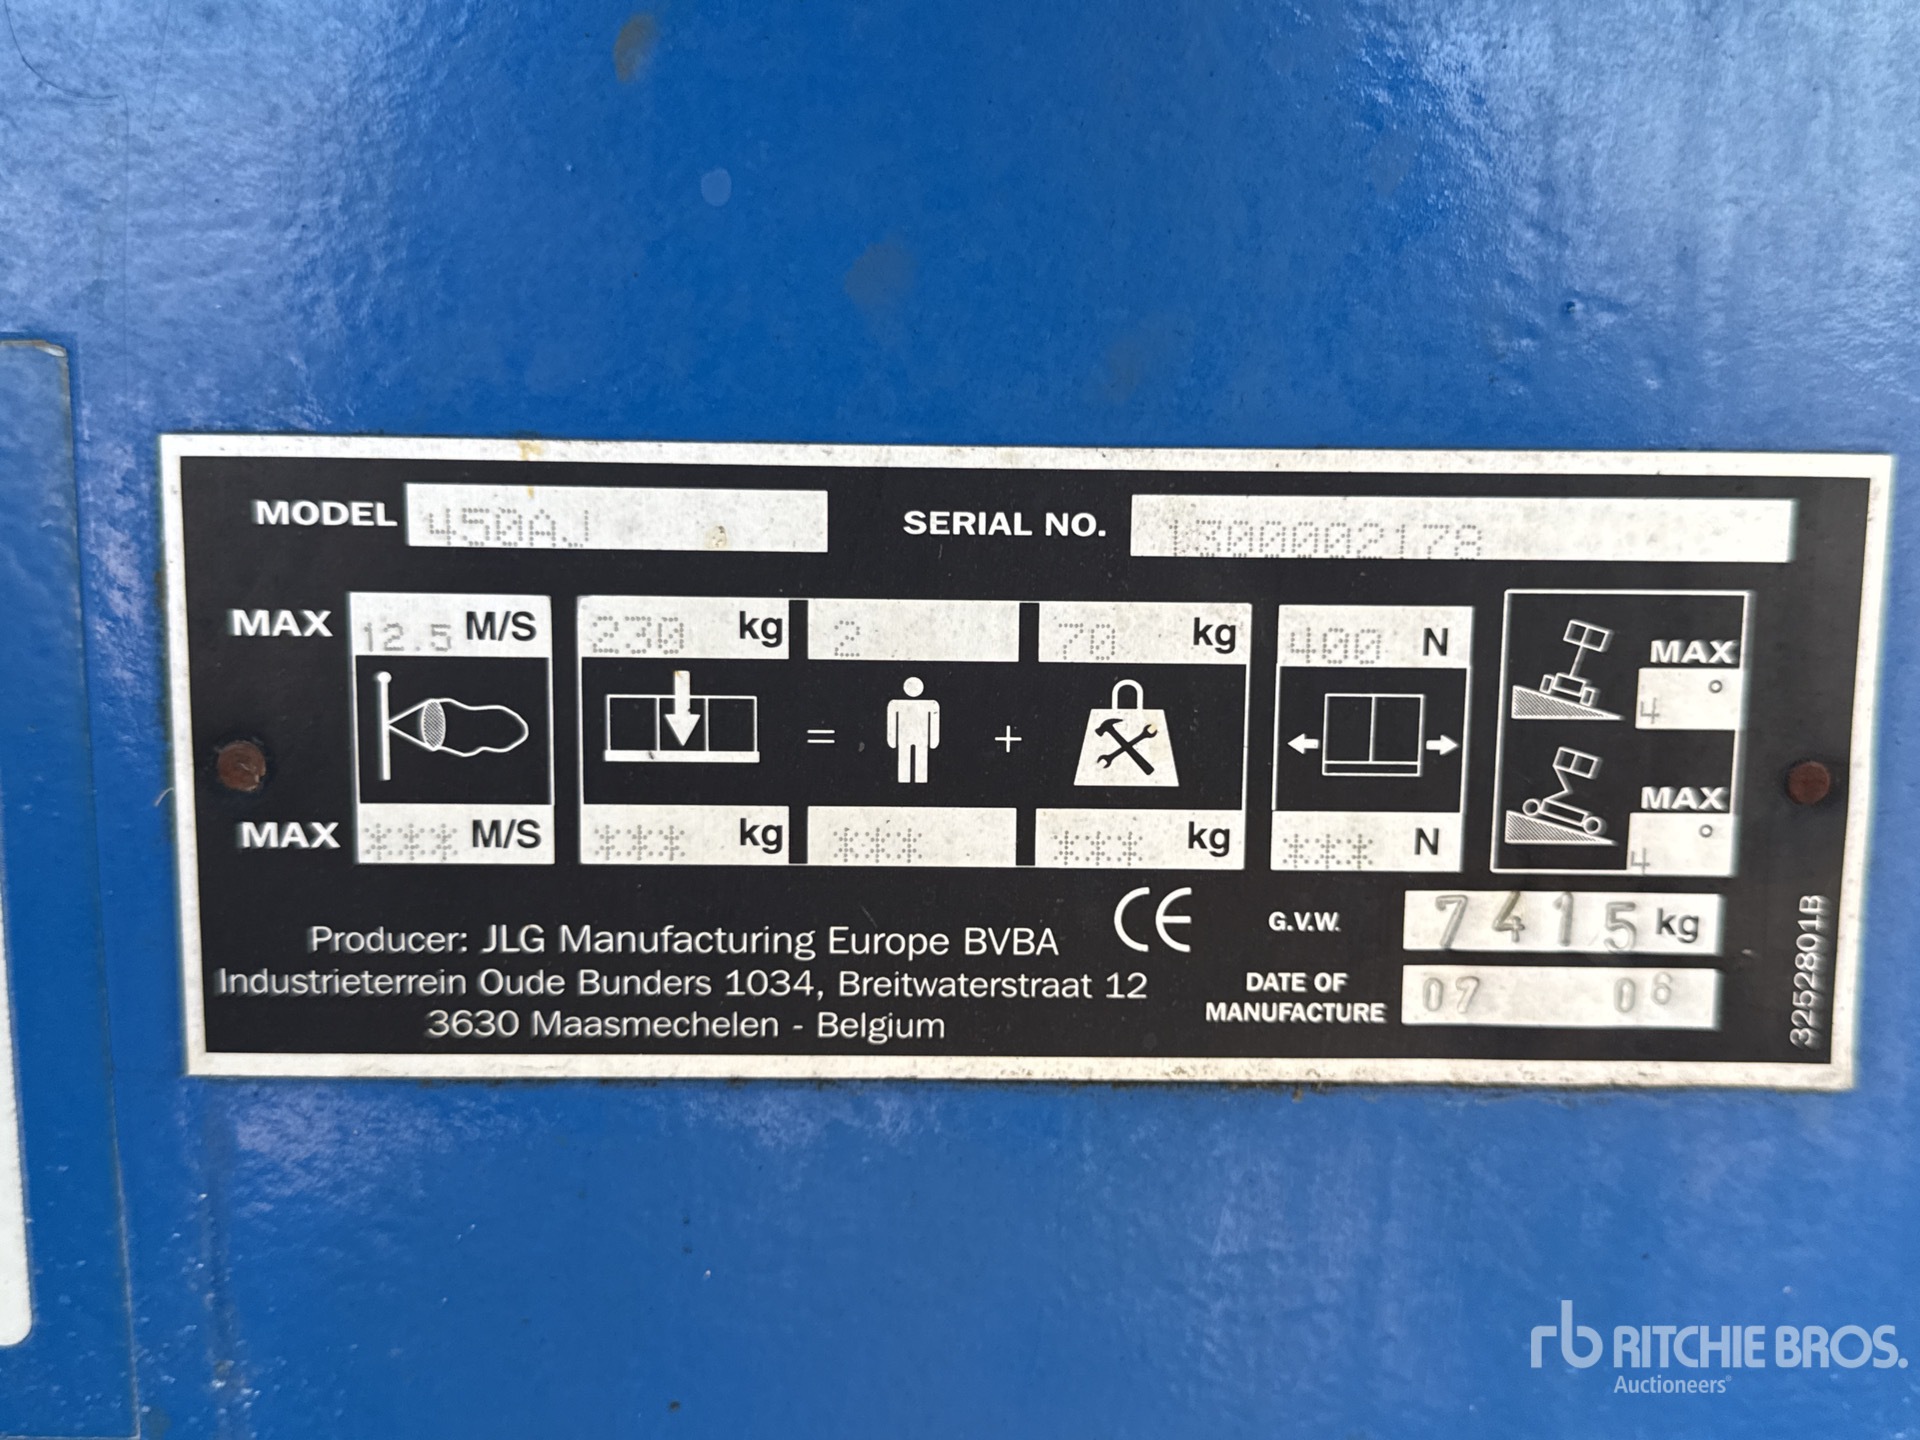 MODEL 450AJ SERIAL NO. 1300002178
MAX 12.5 M/S 230 kg 2 70 kg 400 N
MAX 4°
= +
MAX 4°
MAX *** M/S *** kg *** *** kg *** N
Producer: JLG Manufacturing Europe BVBA CE
Industrieterrein Oude Bunders 1034, Breitwaterstraat 12
3630 Maasmechelen - Belgium
G.V.W. 7415 kg
DATE OF MANUFACTURE 07 06
3252801B
rb RITCHIE BROS.
Auctioneers